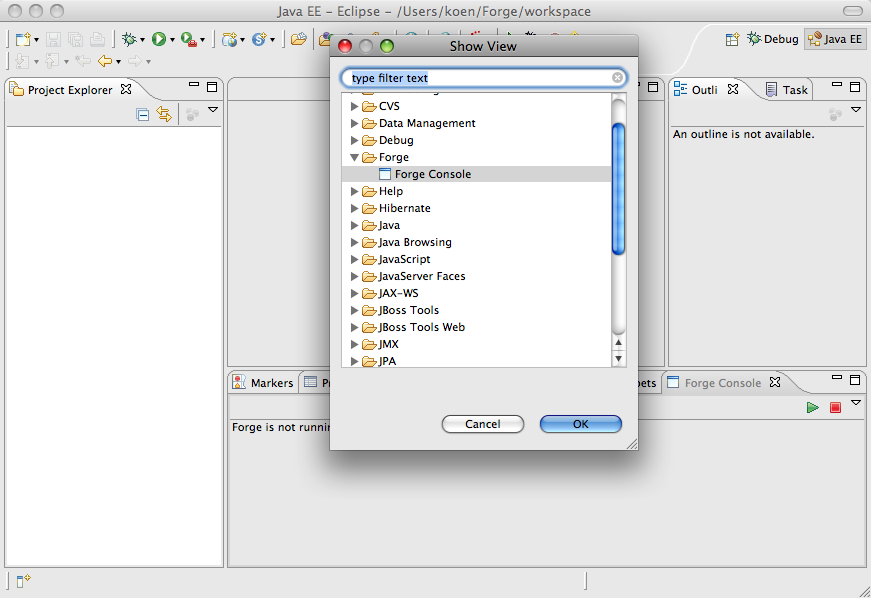 Java EE - Eclipse - /Users/koen/Forge/workspace
Debug
Java EE
Show View
type filter text
Project Explorer
Outli
Task
An outline is not available.
CVS
Data Management
Debug
Forge
Forge Console
Help
Hibernate
Java
Java Browsing
JavaScript
JavaServer Faces
JAX-WS
JBoss Tools
JBoss Tools Web
JMX
JPA
Markers
Forge Console
Cancel
OK
Forge is not runnin